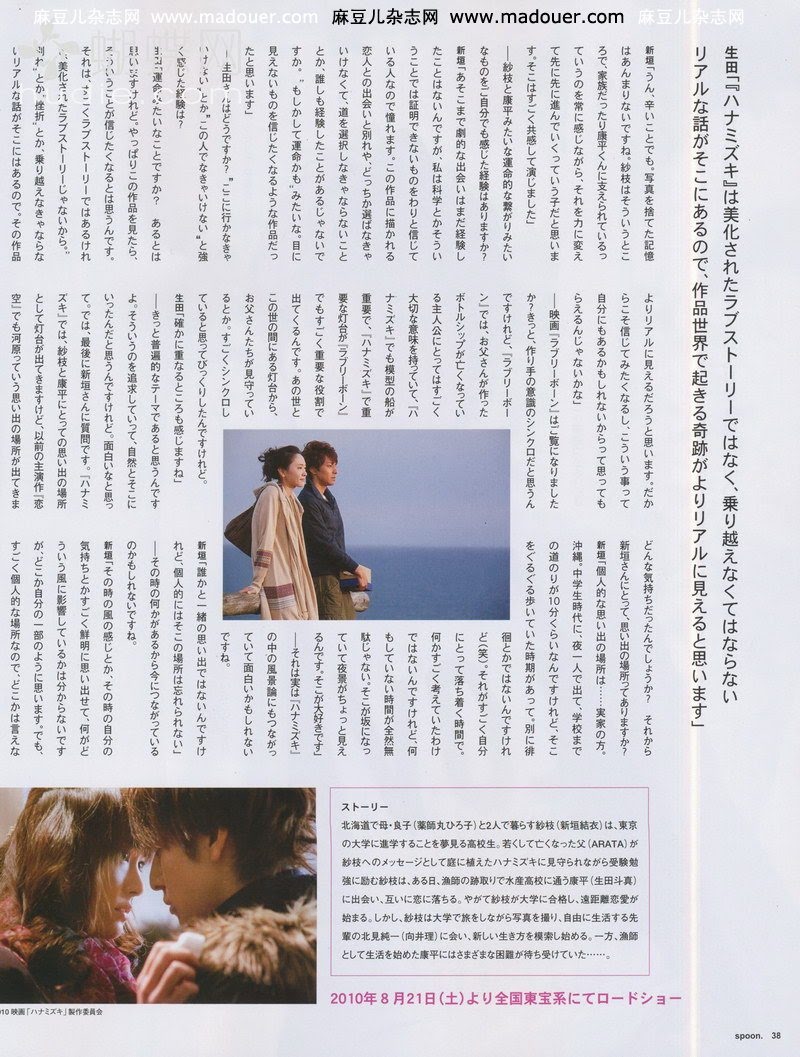 麻豆儿杂志网 www.madouer.com 麻豆儿杂志网 www.madouer.com 麻豆儿杂志网
生田「『ハナミズキ』は美化されたラブストーリーではなく、乗り越えなくてはならない
リアルな話がそこにあるので、作品世界で起きる奇跡がよりリアルに見えると思います」
新垣「うん、辛いことでも。写真を捨てた記憶
はあんまりないですね。紗枝はそういうとこ
ろで、家族だったり康平くんに支えられているっ
ていうのを常に感じながら、それを力に変え
て先に先に進んでいくっていう子だと思いま
す。そこはすごく共感して演じました」
──紗枝と康平みたいな運命的な繋がりみたい
なものをご自分でも感じた経験はありますか?
新垣「あそこまで劇的な出会いはまだ経験し
たことはないんですが、私は科学とかそうい
うことでは証明できないものをわりと信じて
いる人なので憧れます。この作品に描かれる
恋人との出会いと別れや、どっちか選ばなきゃ
いけなくて、道を選択しなきゃならないこと
とか、誰しも経験したことがあるじゃないで
すか。“もしかして運命かも”みたいな。目に
見えないものを信じたくなるような作品だっ
たと思います」
──生田さんはどうですか?“ここに行かなきゃ
いけない”とか“この人でなきゃいけない”と強
く感じた経験は?
生田「運命みたいなことですか? あるとは
思いますけれど。やっぱりこの作品を見たら、
そういうことが信じたくなるとは思うんです。
それは、すごくラブストーリーではあるけれ
ど、美化されたラブストーリーじゃないから。
“別れ”とか、“挫折”とか、乗り越えなきゃならな
いリアルな話がそこにはあるので。その作品
よりリアルに見えるだろうと思います。だか
らこそ信じてみたくなるし、こういう事って
自分にもあるかもしれないからって思っても
らえるんじゃないかな」
──映画『ラブリーボーン』はご覧になりました
か?きっと、作り手の意識のシンクロだと思うん
ですけれど、『ラブリーボー
ン』では、お父さんが作った
ボトルシップが亡くなってい
る主人公にとってはすごく
大切な意味を持っていて、『ハ
ナミズキ』でも模型の船が
重要で、『ハナミズキ』で重
要な灯台が『ラブリーボーン』
でもすごく重要な役割で
出てくるんです。あの世と
この世の間にある灯台から、
お父さんたちが見守ってい
るとか。すごくシンクロし
ていると思ってびっくりしたんですけれど。
生田「確かに重なるところも感じますね」
──きっと普遍的なテーマであると思うんです
よ。そういうのを追求していって、自然とそこに
いったんだと思うんですけれど。面白いなと思っ
て。では、最後に新垣さんに質問です。『ハナミ
ズキ』では、紗枝と康平にとっての思い出の場所
として灯台が出てきますけど、以前の主演作『恋
空』でも河原っていう思い出の場所が出てきま
どんな気持ちだったんでしょうか? それから
新垣さんにとって、思い出の場所ってありますか?
新垣「個人的な思い出の場所は……実家の方。
沖縄。中学生時代に、夜一人で出て、学校まで
の道のりが10分くらいなんですけれど、そこ
をぐるぐる歩いていた時期があって。別に徘
徊とかではないんですけれ
ど(笑)。それがすごく自分
にとって落ち着く時間で。
何かすごく考えていたわけ
ではないんですけれど、何
もしていない時間が全然無
駄じゃない。そこが坂になっ
ていて夜景がちょっと見え
るんです。そこが大好きです」
──それは実は『ハナミズキ』
の中の風景論にもつながっ
ていて面白いかもしれない
ですね。
新垣「誰かと一緒の思い出ではないんですけ
れど、個人的にはそこの場所は忘れられない」
──その時の何かがあるから今につながっている
のかもしれないですね。
新垣「その時の風の感じとか、その時の自分の
気持ちとかすごく鮮明に思い出せて、何がど
ういう風に影響しているかは分からないです
が、どこか自分の一部のように思います。でも、
すごく個人的な場所なので、どこかは言えな
ストーリー
北海道で母・良子(薬師丸ひろ子)と2人で暮らす紗枝(新垣結衣)は、東京
の大学に進学することを夢見る高校生。若くして亡くなった父(ARATA)が
紗枝へのメッセージとして庭に植えたハナミズキに見守られながら受験勉
強に励む紗枝は、ある日、漁師の跡取りで水産高校に通う康平(生田斗真)
に出会い、互いに恋に落ちる。やがて紗枝が大学に合格し、遠距離恋愛が
始まる。しかし、紗枝は大学で旅をしながら写真を撮り、自由に生活する先
輩の北見純一(向井理)に会い、新しい生き方を模索し始める。一方、漁師
として生活を始めた康平にはさまざまな困難が待ち受けていた……。
2010年8月21日(土)より全国東宝系にてロードショー
010 映画「ハナミズキ」製作委員会
spoon. 38